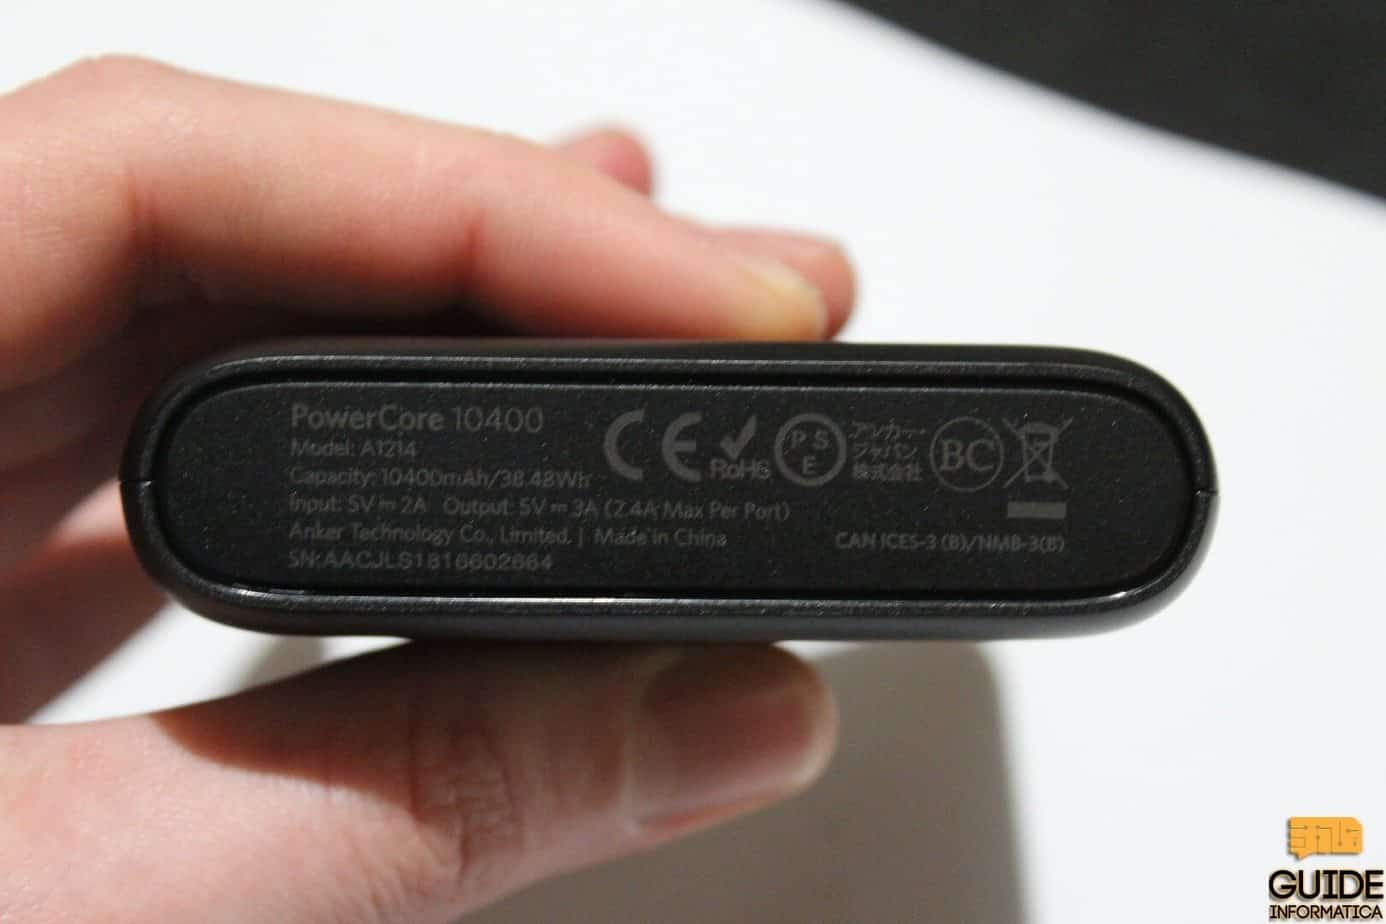 PowerCore 10400
Model: A1214
Capacity: 10400mAh/38.48Wh
Input: 5V⎓2A Output: 5V⎓3A (2.4A Max Per Port)
Anker Technology Co., Limited. | Made in China
SN:AACJLS1816602664
CE
RoHS
PSE
アンカー・
ジャパン
株式会社
BC
CAN ICES-3 (B)/NMB-3(B)
GUIDE
INFORMATICA